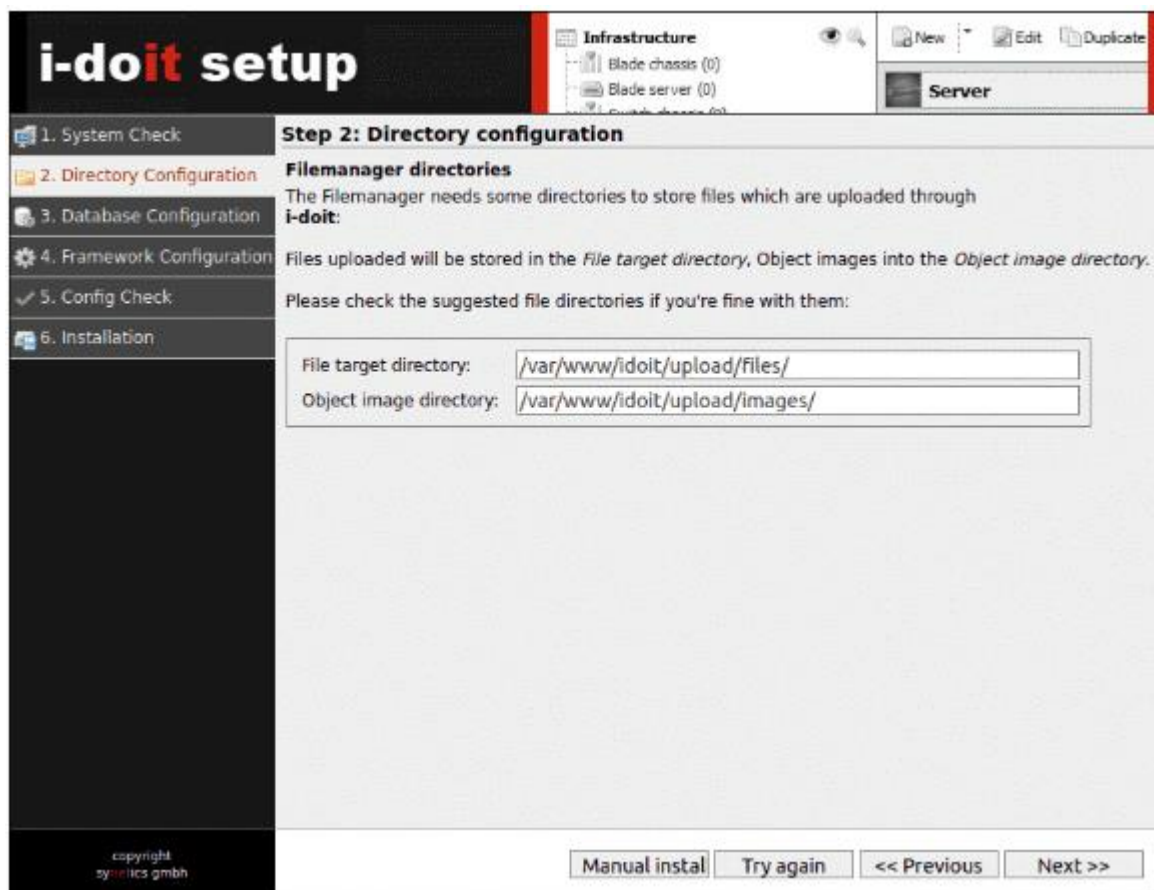 i-doit setup
Infrastructure
Blade chassis (0)
Blade server (0)
New
Edit
Duplicate
Server
1. System Check
2. Directory Configuration
3. Database Configuration
4. Framework Configuration
5. Config Check
6. Installation
Step 2: Directory configuration
Filemanager directories
The Filemanager needs some directories to store files which are uploaded through
i-doit:
Files uploaded will be stored in the File target directory, Object images into the Object image directory.
Please check the suggested file directories if you're fine with them:
File target directory: /var/www/idoit/upload/files/
Object image directory: /var/www/idoit/upload/images/
copyright
synetics gmbh
Manual instal
Try again
<< Previous
Next >>